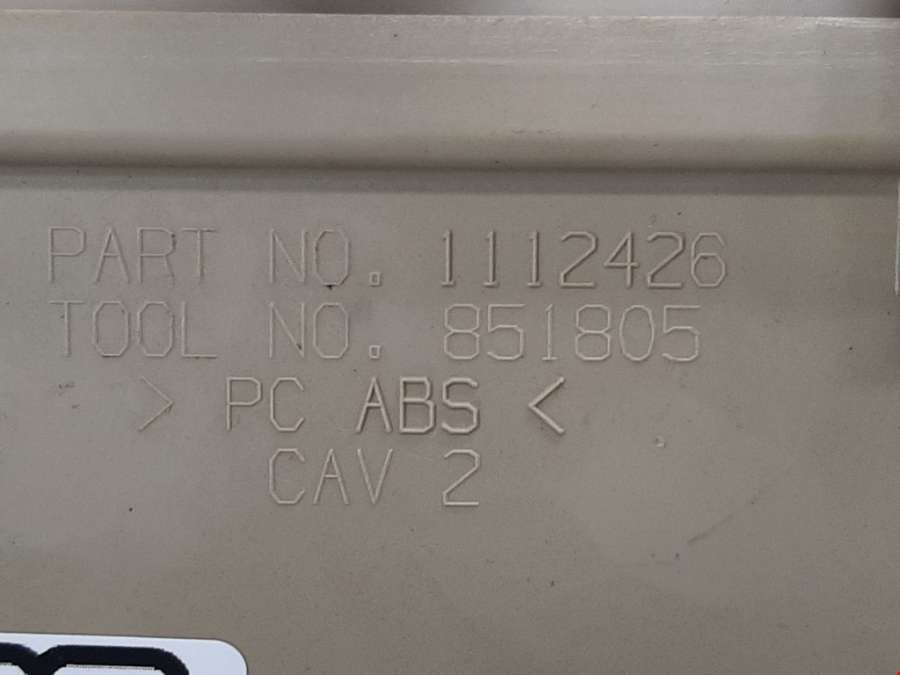 PART NO. 1112426
TOOL NO. 851805
> PC ABS <
CAV 2